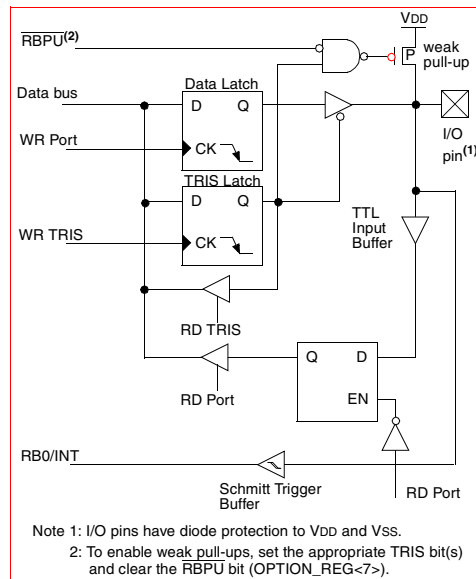 VDD
RBPU(2)
weak
pull-up
P
Data bus
Data Latch
D Q
I/O
pin(1)
WR Port
CK
TRIS Latch
D Q
TTL
Input
Buffer
WR TRIS
CK
RD TRIS
Q D
RD Port
EN
RB0/INT
Schmitt Trigger
Buffer
RD Port
Note 1: I/O pins have diode protection to VDD and VSS.
2: To enable weak pull-ups, set the appropriate TRIS bit(s)
and clear the RBPU bit (OPTION_REG<7>).